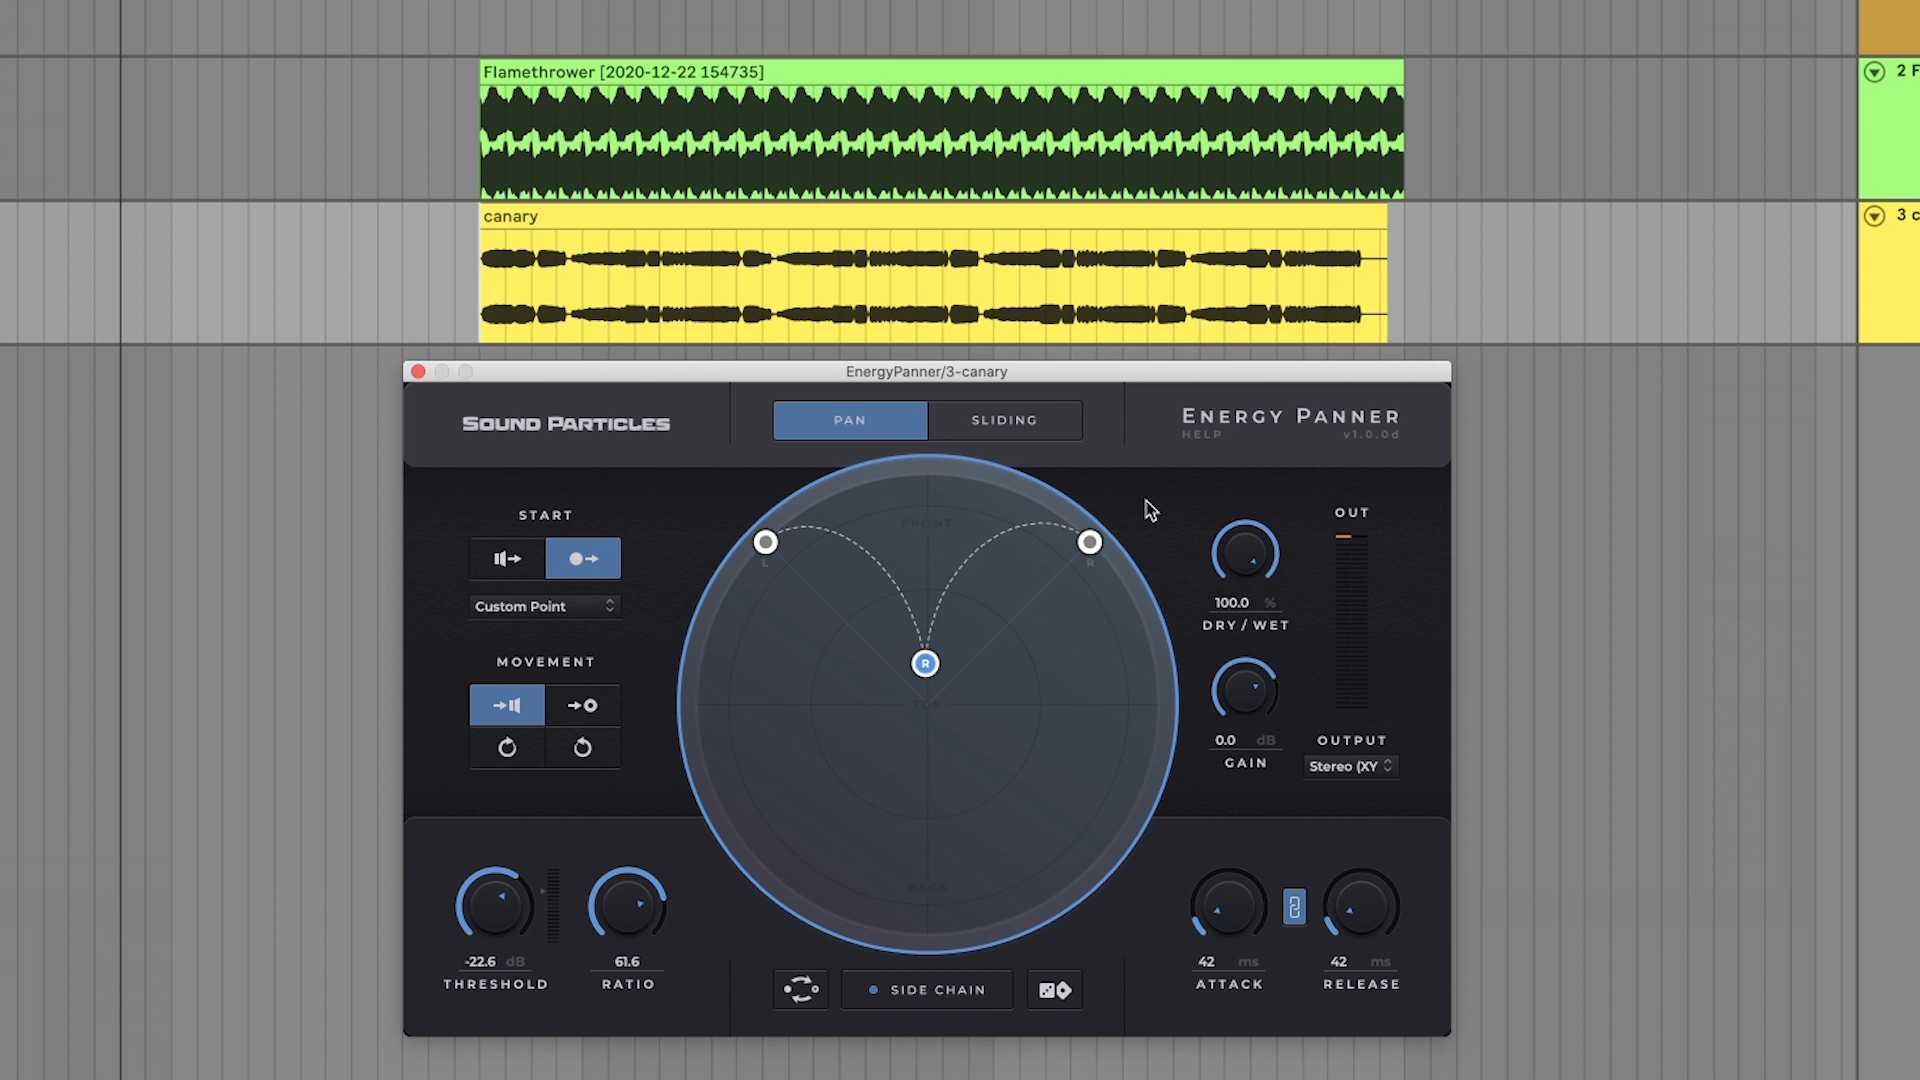 Flamethrower [2020-12-22 154735]
2 F
canary
3 c
EnergyPanner/3-canary
SOUND PARTICLES
PAN
SLIDING
ENERGY PANNER
HELP
v1.0.0d
START
Custom Point
MOVEMENT
FRONT
L
R
R
TOP
BACK
100.0 %
DRY / WET
0.0 dB
GAIN
OUT
OUTPUT
Stereo (XY
-22.6 dB
THRESHOLD
61.6
RATIO
SIDE CHAIN
42 ms
ATTACK
42 ms
RELEASE